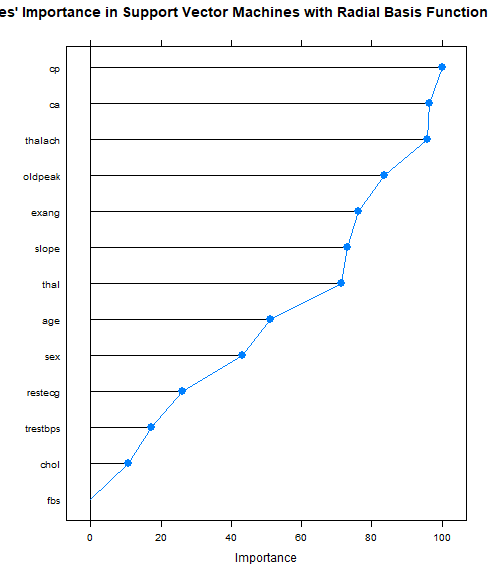 es' Importance in Support Vector Machines with Radial Basis Function
cp
ca
thalach
oldpeak
exang
slope
thal
age
sex
restecg
trestbps
chol
fbs
0 20 40 60 80 100
Importance